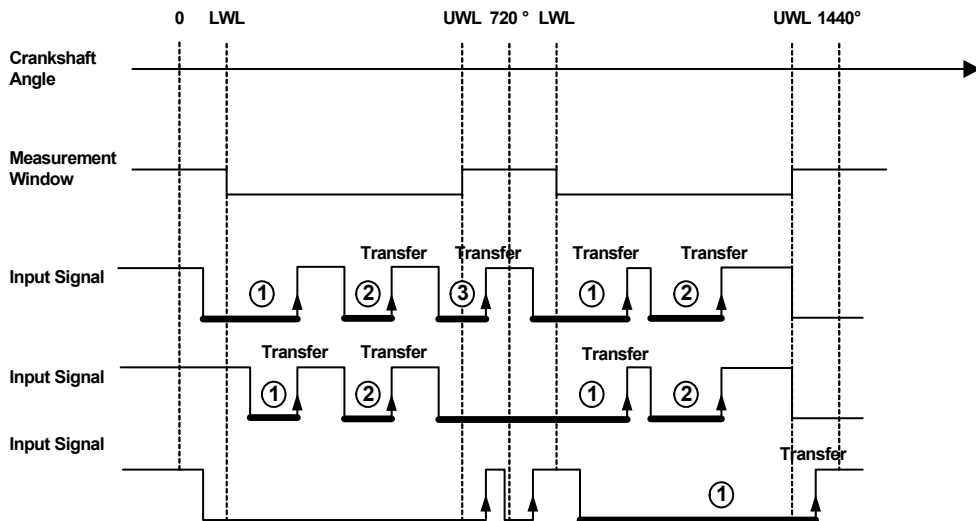 0 LWL UWL 720 ° LWL UWL 1440°
Crankshaft
Angle
Measurement
Window
Transfer Transfer Transfer Transfer
Input Signal
1 2 3 1 2
Transfer Transfer Transfer
Input Signal
1 2 1 2
Input Signal
Transfer
1